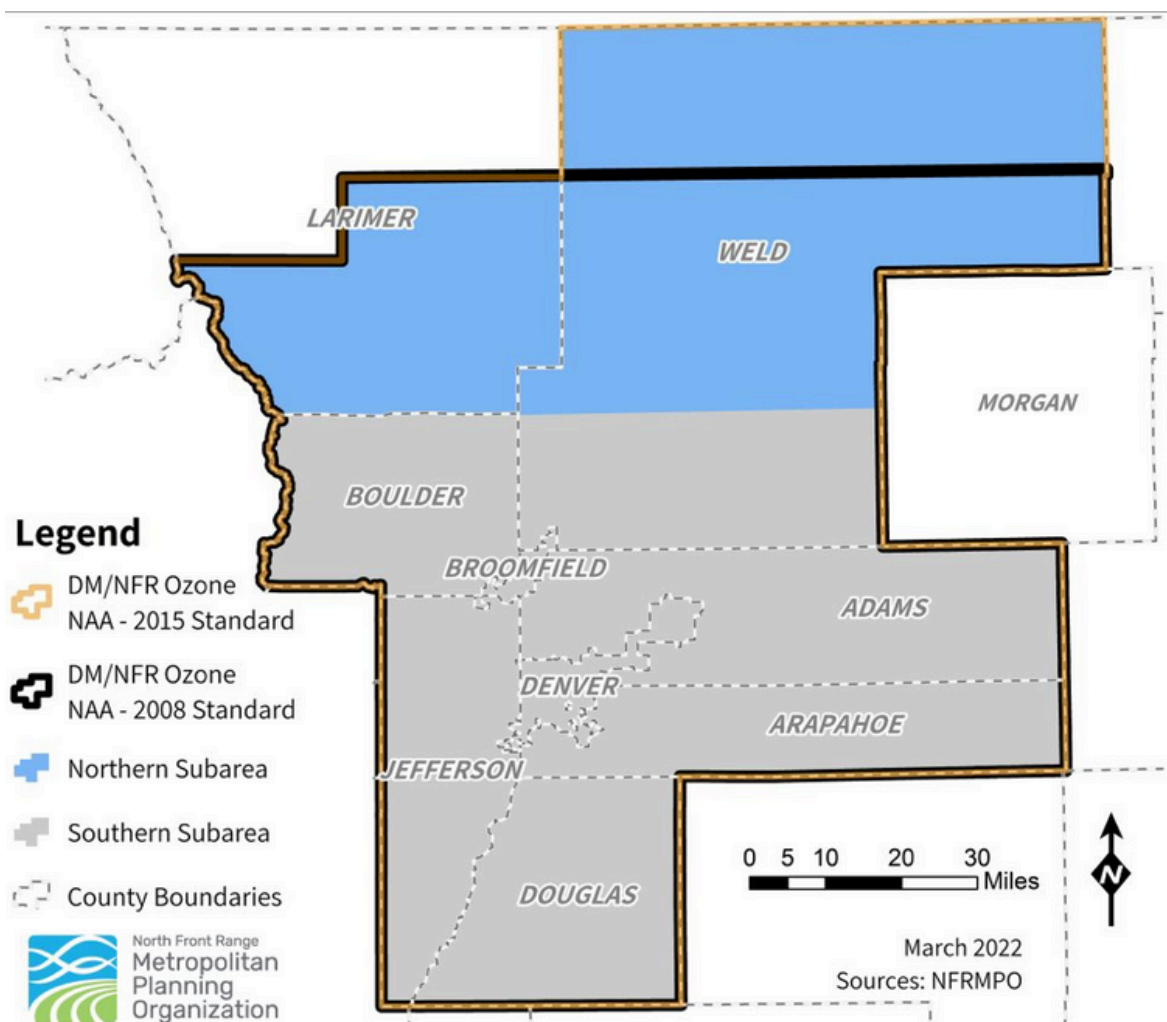 LARIMER
WELD
MORGAN
BOULDER
BROOMFIELD
ADAMS
DENVER
ARAPAHOE
JEFFERSON
DOUGLAS
Legend
DM/NFR Ozone
NAA - 2015 Standard
DM/NFR Ozone
NAA - 2008 Standard
Northern Subarea
Southern Subarea
County Boundaries
North Front Range
Metropolitan
Planning
Organization
0 5 10 20 30
Miles
N
March 2022
Sources: NFRMPO